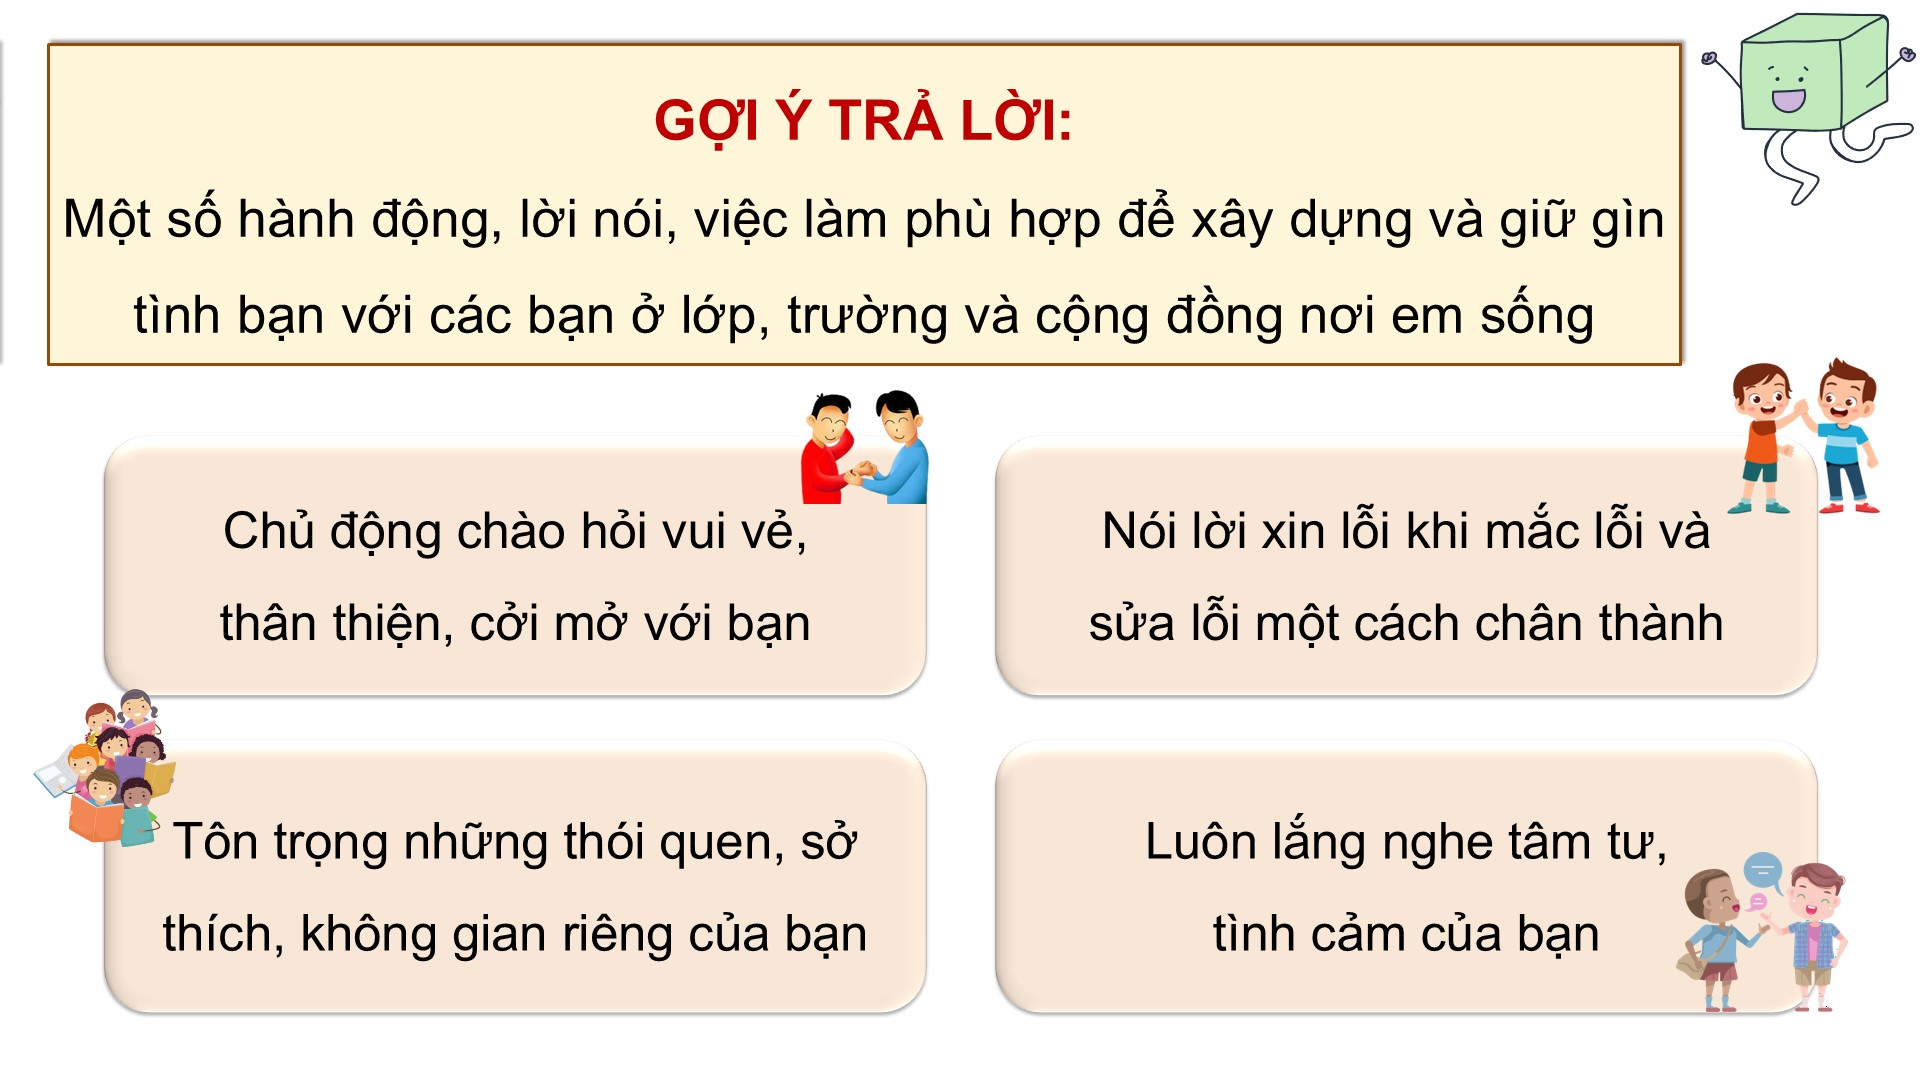 GỢI Ý TRẢ LỜI:
Một số hành động, lời nói, việc làm phù hợp để xây dựng và giữ gìn
tình bạn với các bạn ở lớp, trường và cộng đồng nơi em sống
Chủ động chào hỏi vui vẻ,
thân thiện, cởi mở với bạn
Nói lời xin lỗi khi mắc lỗi và
sửa lỗi một cách chân thành
Tôn trọng những thói quen, sở
thích, không gian riêng của bạn
Luôn lắng nghe tâm tư,
tình cảm của bạn